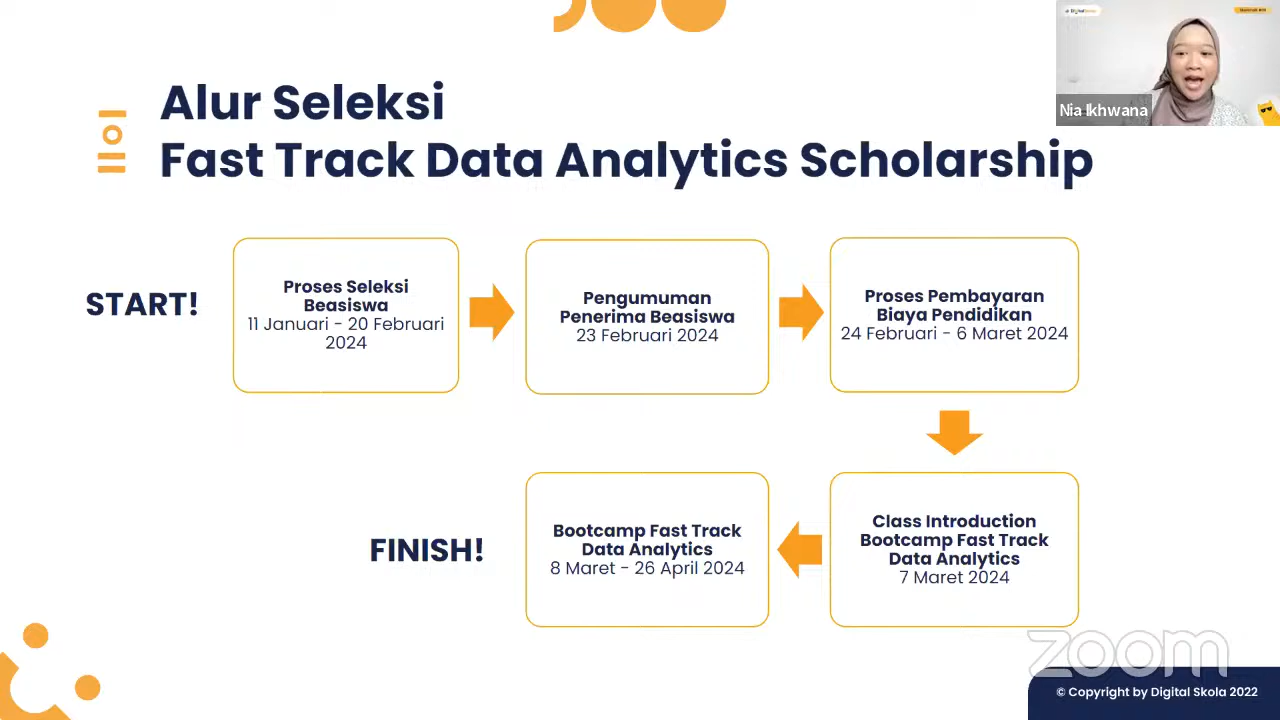 Alur Seleksi
Fast Track Data Analytics Scholarship
Nia Ikhwana
START!
Proses Seleksi
Beasiswa
11 Januari - 20 Februari
2024
Pengumuman
Penerima Beasiswa
23 Februari 2024
Proses Pembayaran
Biaya Pendidikan
24 Februari - 6 Maret 2024
FINISH!
Bootcamp Fast Track
Data Analytics
8 Maret - 26 April 2024
Class Introduction
Bootcamp Fast Track
Data Analytics
7 Maret 2024
zoom
© Copyright by Digital Skola 2022